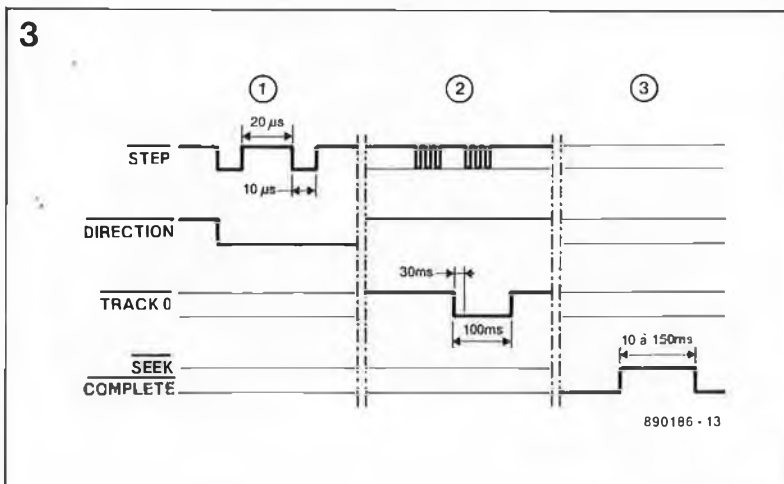 3
1 2 3
20 µs
STEP
10 µs
DIRECTION
30ms
TRACK 0
100ms
10 à 150ms
SEEK
COMPLETE
890186 - 13